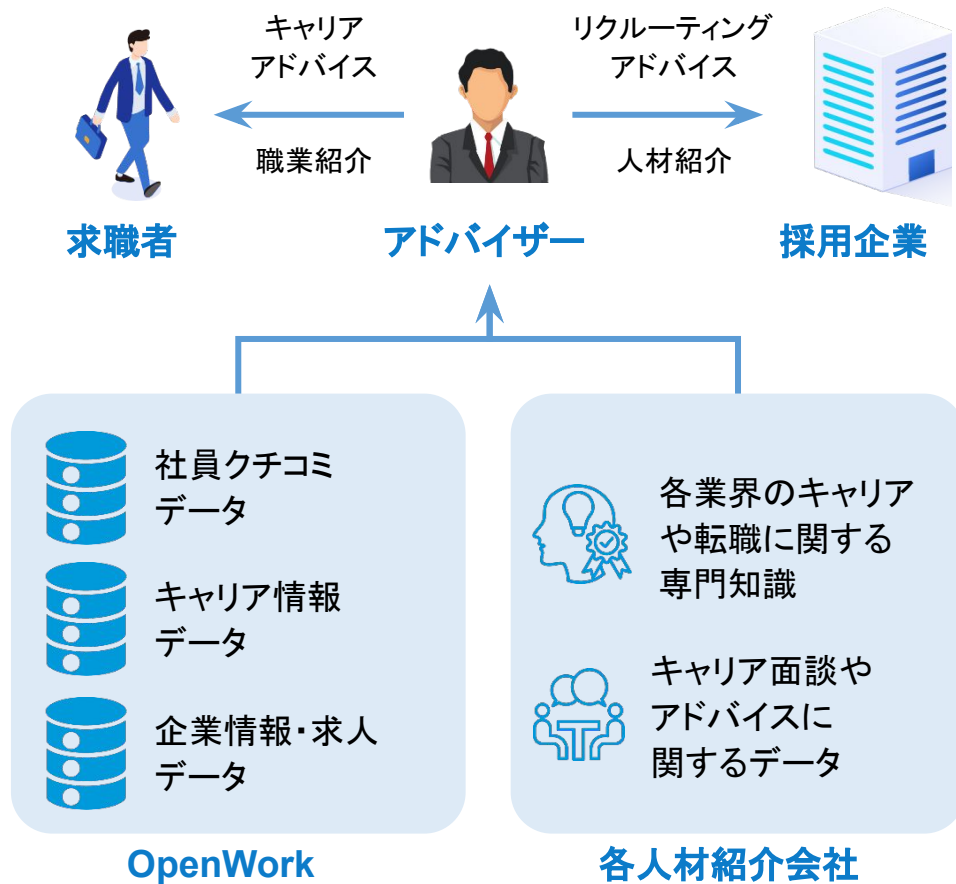 キャリア
アドバイス
職業紹介
リクルーティング
アドバイス
人材紹介
求職者
アドバイザー
採用企業
社員クチコミ
データ
キャリア情報
データ
企業情報・求人
データ
OpenWork
各業界のキャリア
や転職に関する
専門知識
キャリア面談や
アドバイスに
関するデータ
各人材紹介会社